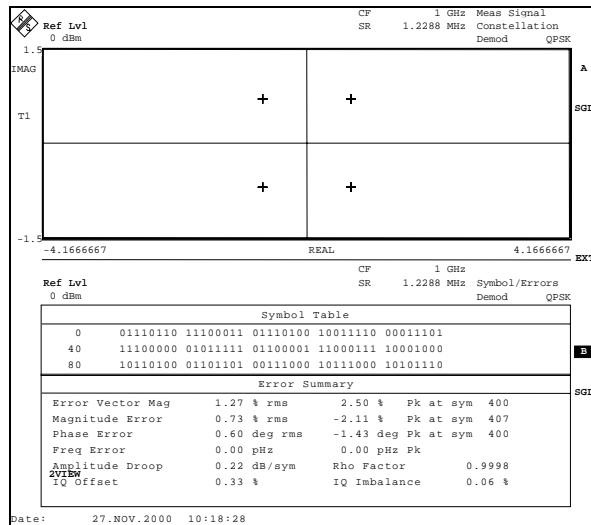 CF 1 GHz Meas Signal
Ref Lvl SR 1.2288 MHz Constellation
0 dBm Demod QPSK
1.5
IMAG
A
T1
SGL
-1.5
-4.1666667 REAL 4.1666667
EXT
CF 1 GHz
Ref Lvl SR 1.2288 MHz Symbol/Errors
0 dBm Demod QPSK
Symbol Table
0 01110110 11100011 01110100 10011110 00011101
40 11100000 01011111 01100001 11000111 10001000
B
80 10110100 01101101 00111000 10111000 10101110
Error Summary
SGL
Error Vector Mag 1.27 % rms 2.50 % Pk at sym 400
Magnitude Error 0.73 % rms -2.11 % Pk at sym 407
Phase Error 0.60 deg rms -1.43 deg Pk at sym 400
Freq Error 0.00 pHz 0.00 pHz Pk
Amplitude Droop 0.22 dB/sym Rho Factor 0.9998
2VIEW
IQ Offset 0.33 % IQ Imbalance 0.06 %
Date: 27.NOV.2000 10:18:28